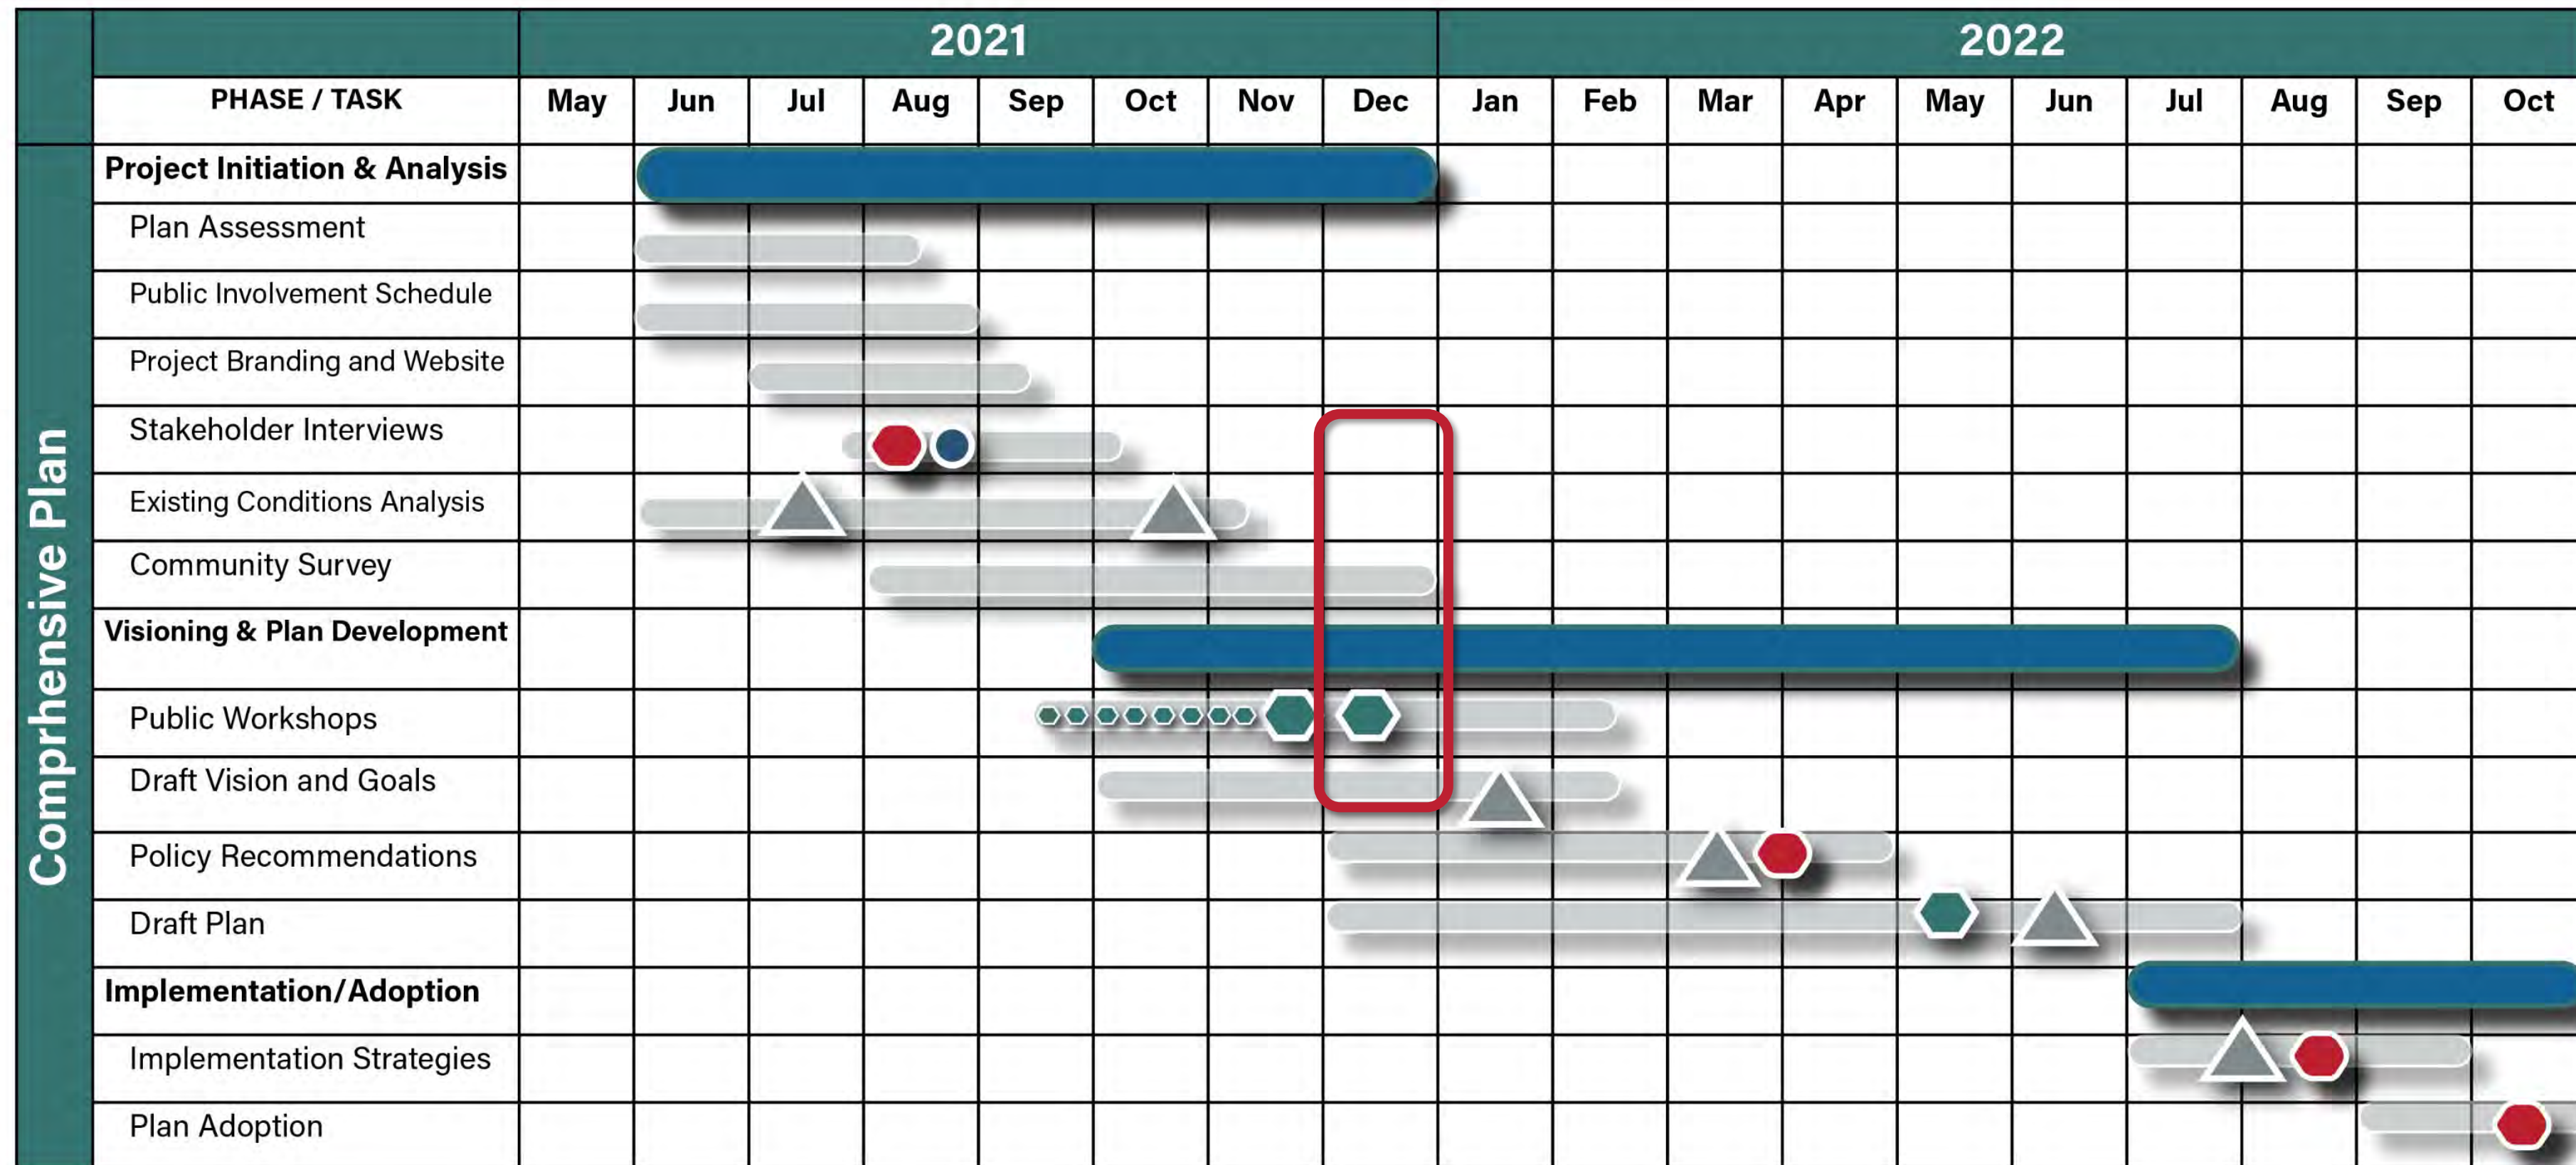 2021 2022
PHASE / TASK May Jun Jul Aug Sep Oct Nov Dec Jan Feb Mar Apr May Jun Jul Aug Sep Oct
Comprhensive Plan
Project Initiation & Analysis
Plan Assessment
Public Involvement Schedule
Project Branding and Website
Stakeholder Interviews
Existing Conditions Analysis
Community Survey
Visioning & Plan Development
Public Workshops
Draft Vision and Goals
Policy Recommendations
Draft Plan
Implementation/Adoption
Implementation Strategies
Plan Adoption